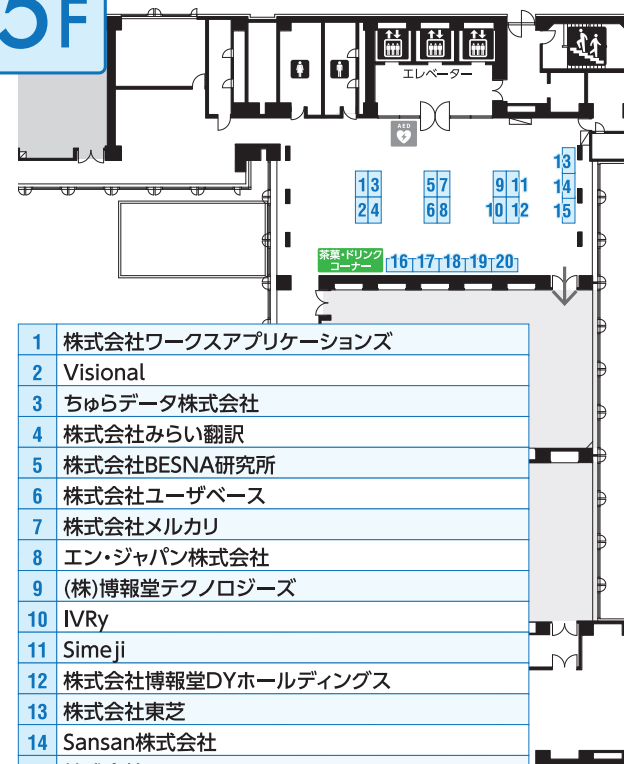 5F
エレベーター
AED
13
1 3 5 7 9 11 14
2 4 6 8 10 12 15
茶菓・ドリンク
コーナー
16 17 18 19 20
1 株式会社ワークスアプリケーションズ
2 Visional
3 ちゅらデータ株式会社
4 株式会社みらい翻訳
5 株式会社BESNA研究所
6 株式会社ユーザベース
7 株式会社メルカリ
8 エン・ジャパン株式会社
9 (株)博報堂テクノロジーズ
10 IVRy
11 Simeji
12 株式会社博報堂DYホールディングス
13 株式会社東芝
14 Sansan株式会社